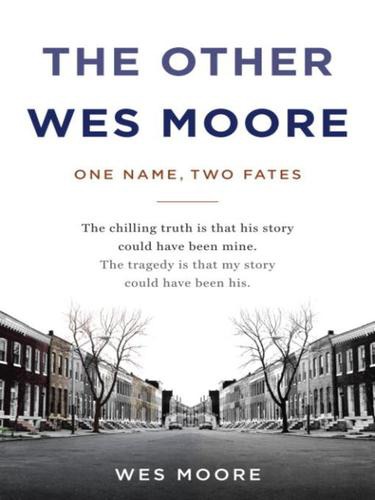 THE OTHER
WES MOORE
ONE NAME, TWO FATES
The chilling truth is that his story
could have been mine.
The tragedy is that my story
could have been his.
WES MOORE